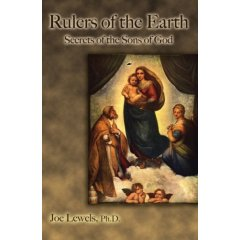 Rulers of the Earth
Secrets of the Sons of God
Joe Lewels, Ph.D.